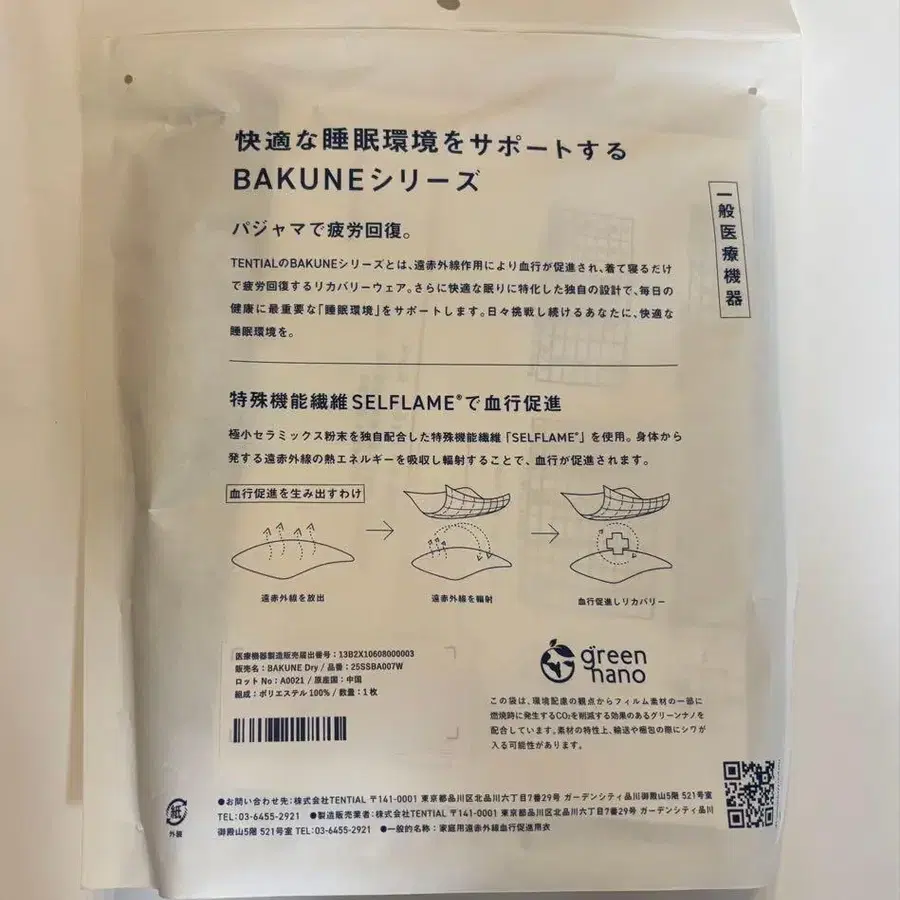 快適な睡眠環境をサポートする
BAKUNEシリーズ
一般医療機器
パジャマで疲労回復。
TENTIALのBAKUNEシリーズとは、遠赤外線作用により血行が促進され、着て寝るだけ
で疲労回復するリカバリーウェア。さらに快適な眠りに特化した独自の設計で、毎日の
健康に最重要な「睡眠環境」をサポートします。日々挑戦し続けるあなたに、快適な
睡眠環境を。
特殊機能繊維SELFLAME®で血行促進
極小セラミックス粉末を独自配合した特殊機能繊維「SELFLAME®」を使用。身体から
発する遠赤外線の熱エネルギーを吸収し輻射することで、血行が促進されます。
血行促進を生み出すわけ
遠赤外線を放出
遠赤外線を輻射
血行促進しリカバリー
医療機器製造販売届出番号：13B2X10608000003
販売名：BAKUNE Dry / 品番：25SSBA007W
ロットNo：A0021 / 原産国：中国
組成：ポリエステル100% / 数量：1枚
green
nano
この袋は、環境配慮の観点からフィルム素材の一部に
燃焼時に発生するCO₂を削減する効果のあるグリーンナノを
配合しています。素材の特性上、輸送や梱包の際にシワが
入る可能性があります。
紙
外装
●お問い合わせ先：株式会社TENTIAL 〒141-0001 東京都品川区北品川六丁目7番29号 ガーデンシティ品川御殿山5階 521号室
TEL：03-6455-2921 ●製造販売業者：株式会社TENTIAL 〒141-0001 東京都品川区北品川六丁目7番29号 ガーデンシティ品川
御殿山5階 521号室 TEL：03-6455-2921 ●一般的名称：家庭用遠赤外線血行促進用衣